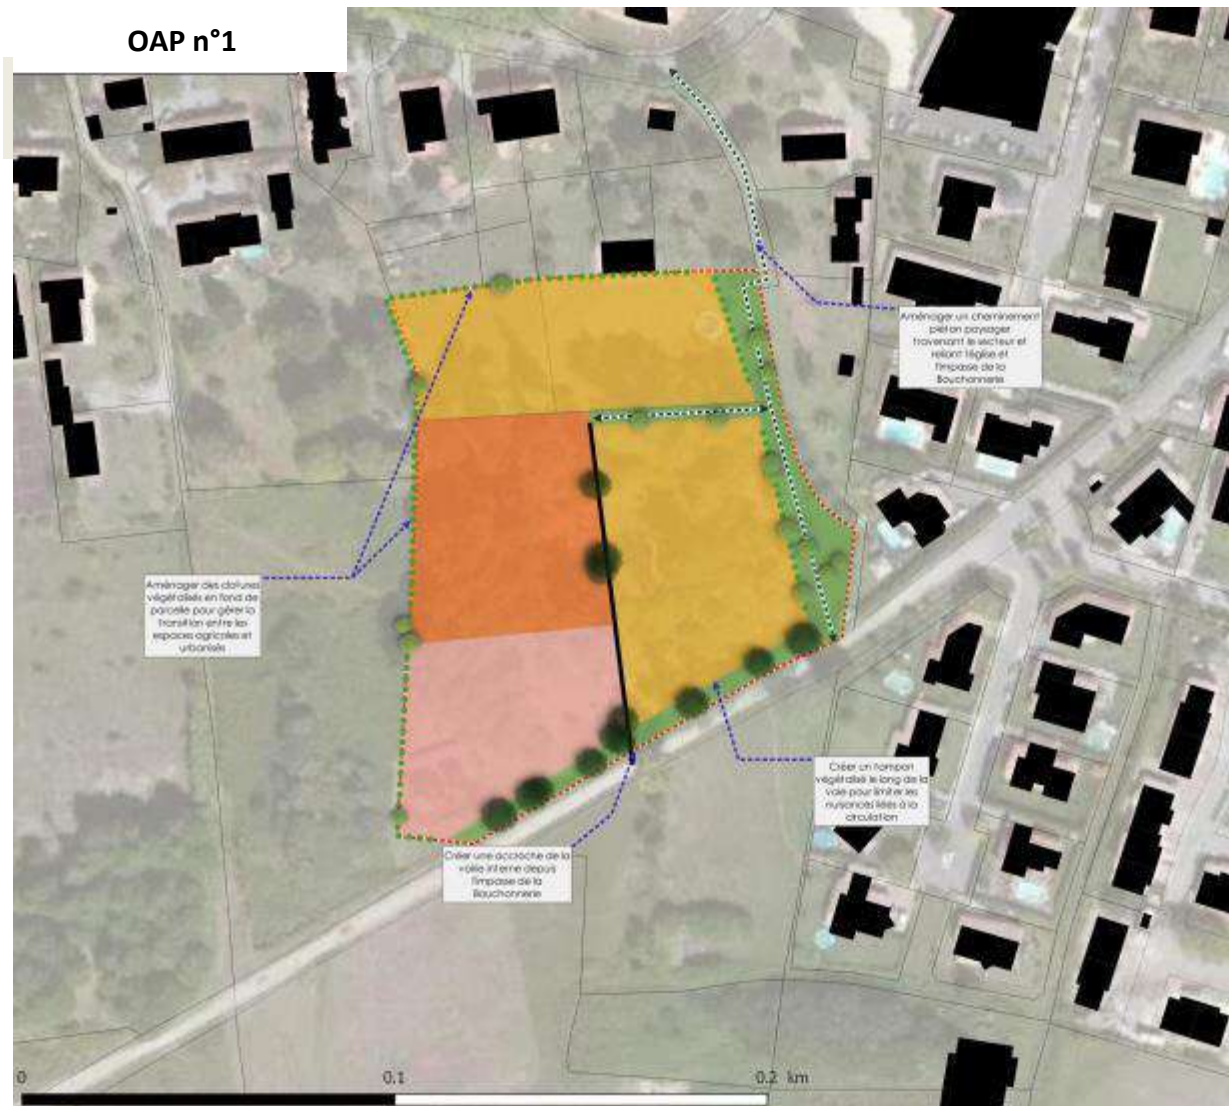 OAP n°1
Aménager un cheminement
piéton paysager
traversant le secteur et
reliant l'église et
l'impasse de la
Bouchonnerie
Aménager des clotures
végétalisés en fond de
parcelle pour gérer la
transition entre les
espaces agricoles et
urbanisés
Créer un tampon
végétalisé le long de la
voie pour limiter les
nuisances liées à la
circulation
Créer une accroche de la
voirie interne depuis
l'impasse de la
Bouchonnerie
0 0.1 0.2 km